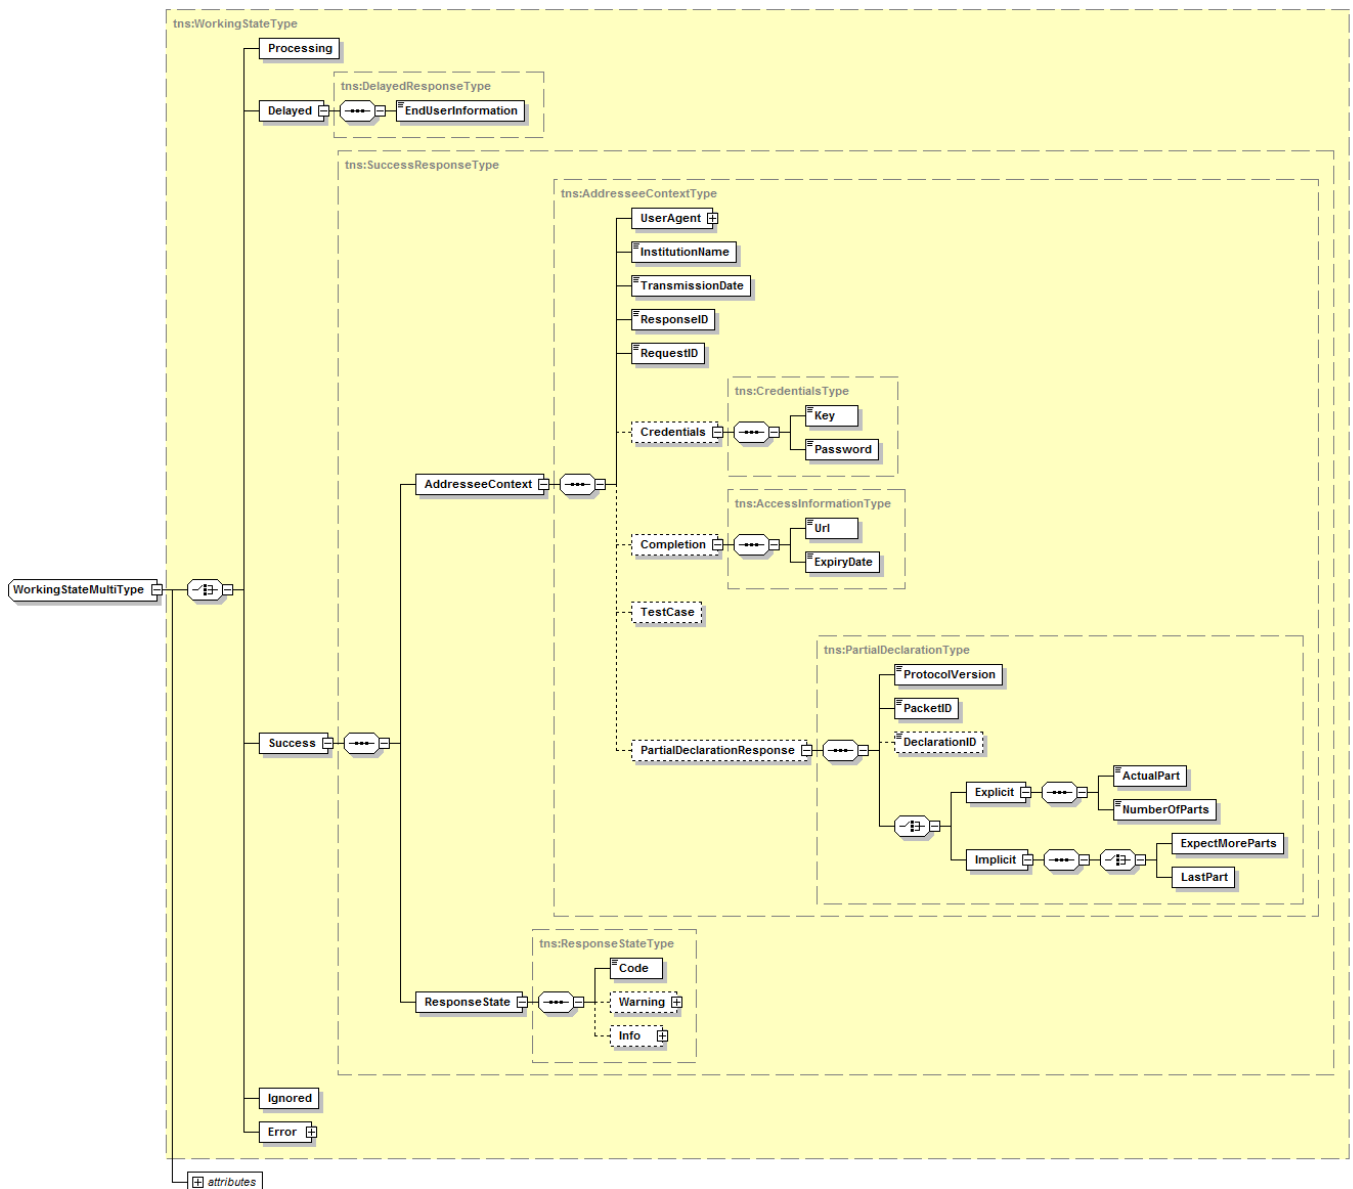 tns:WorkingStateType
Processing
tns:DelayedResponseType
Delayed
EndUserInformation
tns:SuccessResponseType
tns:AddresseeContextType
UserAgent
InstitutionName
TransmissionDate
ResponseID
RequestID
tns:CredentialsType
Key
Credentials
Password
AddresseeContext
tns:AccessInformationType
Url
Completion
ExpiryDate
WorkingStateMultiType
TestCase
tns:PartialDeclarationType
ProtocolVersion
PacketID
DeclarationID
Success
PartialDeclarationResponse
ActualPart
Explicit
NumberOfParts
ExpectMoreParts
Implicit
LastPart
tns:ResponseStateType
Code
ResponseState
Warning
Info
Ignored
Error
attributes